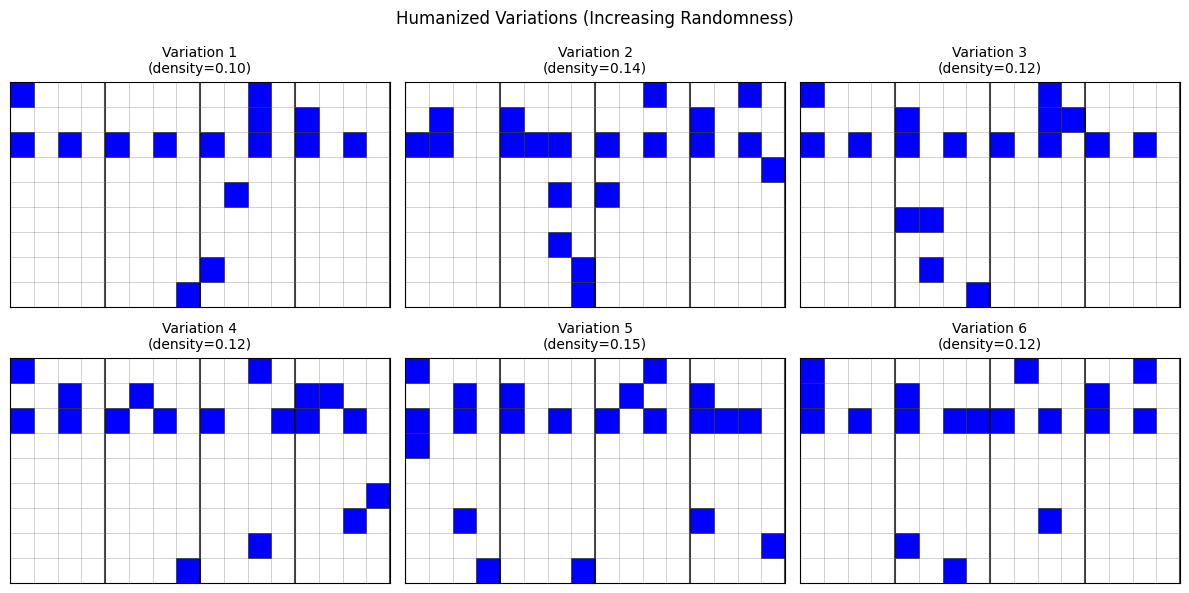 Humanized Variations (Increasing Randomness)
Variation 1
(density=0.10)
Variation 2
(density=0.14)
Variation 3
(density=0.12)
Variation 4
(density=0.12)
Variation 5
(density=0.15)
Variation 6
(density=0.12)